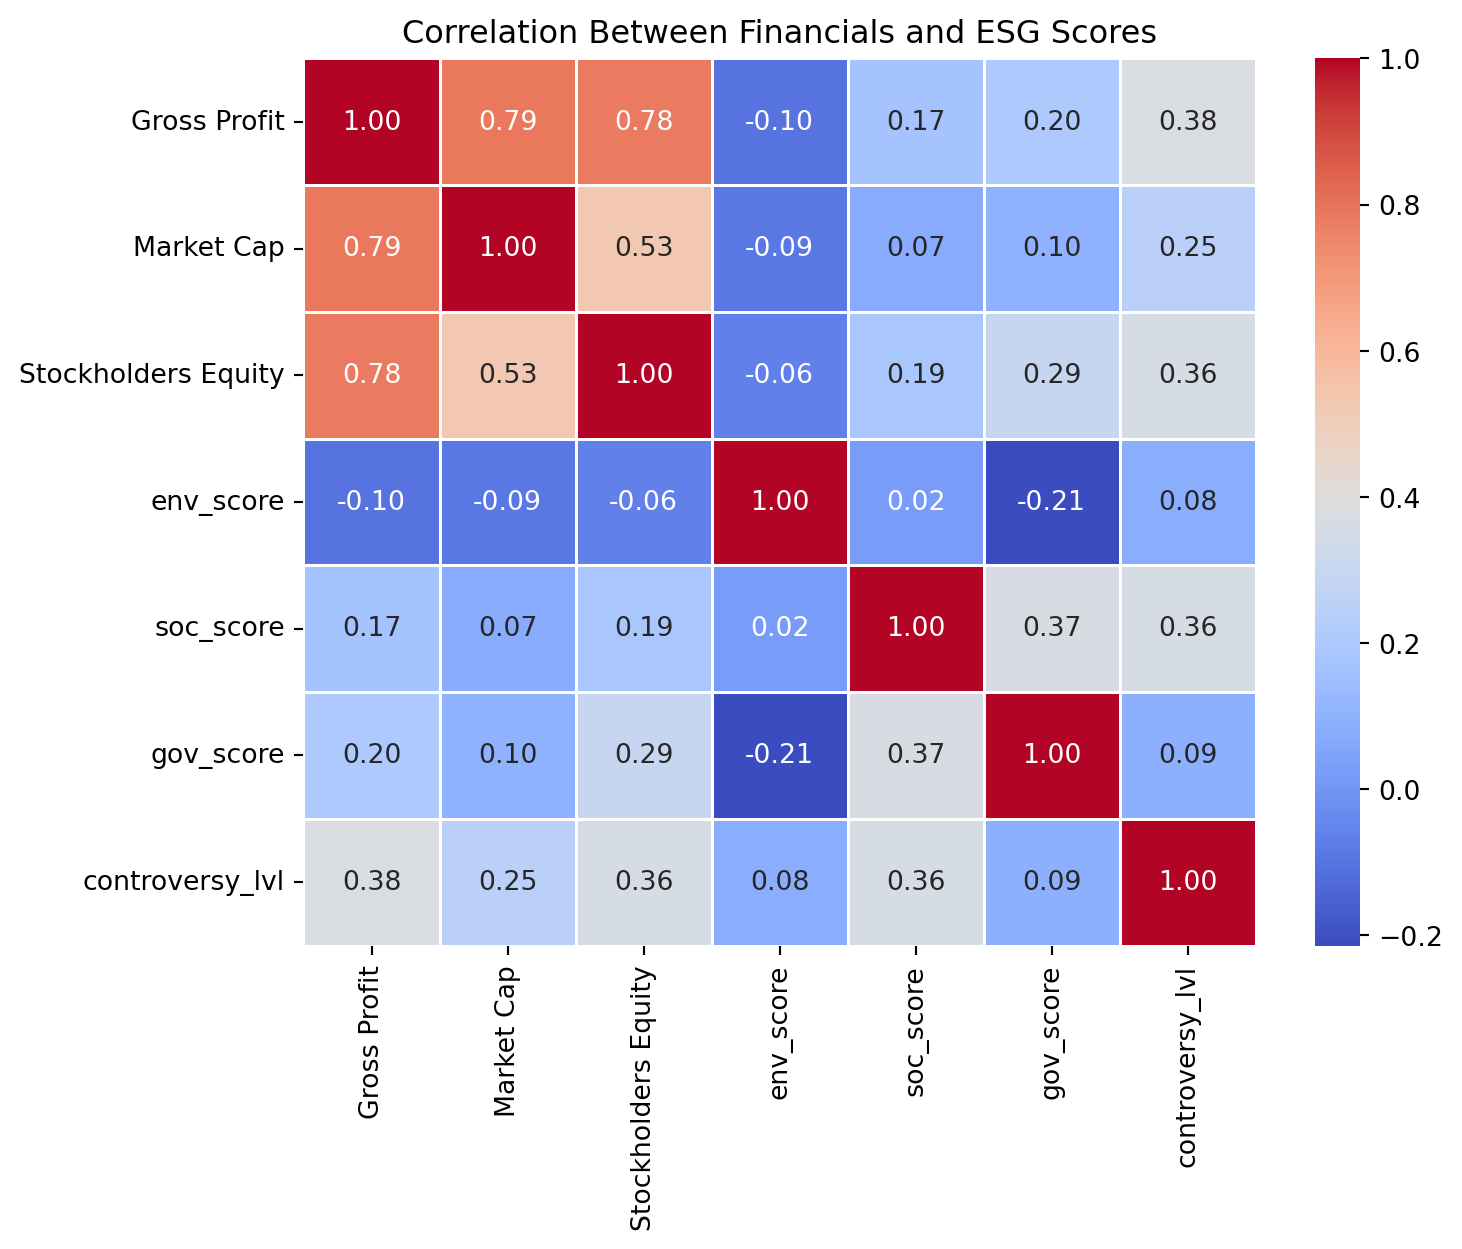 Correlation Between Financials and ESG Scores
Gross Profit 1.00 0.79 0.78 -0.10 0.17 0.20 0.38
Market Cap 0.79 1.00 0.53 -0.09 0.07 0.10 0.25
Stockholders Equity 0.78 0.53 1.00 -0.06 0.19 0.29 0.36
env_score -0.10 -0.09 -0.06 1.00 0.02 -0.21 0.08
soc_score 0.17 0.07 0.19 0.02 1.00 0.37 0.36
gov_score 0.20 0.10 0.29 -0.21 0.37 1.00 0.09
controversy_lvl 0.38 0.25 0.36 0.08 0.36 0.09 1.00
Gross Profit
Market Cap
Stockholders Equity
env_score
soc_score
gov_score
controversy_lvl
1.0
0.8
0.6
0.4
0.2
0.0
−0.2